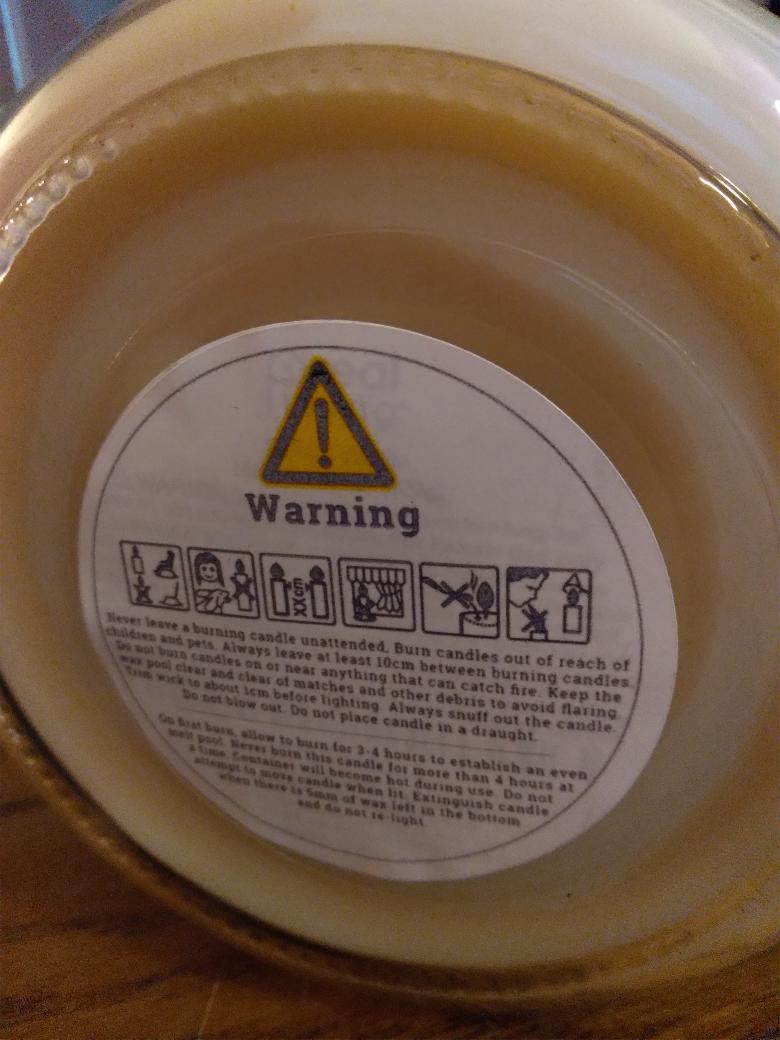 Warning
Never leave a burning candle unattended. Burn candles out of reach of
children and pets. Always leave at least 10cm between burning candles.
Do not burn candles on or near anything that can catch fire. Keep the
wax pool clear and clear of matches and other debris to avoid flaring.
Trim wick to about 1cm before lighting. Always snuff out the candle.
Do not blow out. Do not place candle in a draught.
On first burn, allow to burn for 3-4 hours to establish an even
melt pool. Never burn this candle for more than 4 hours at
a time. Container will become hot during use. Do not
attempt to move candle when lit. Extinguish candle
when there is 5mm of wax left in the bottom
and do not re-light.